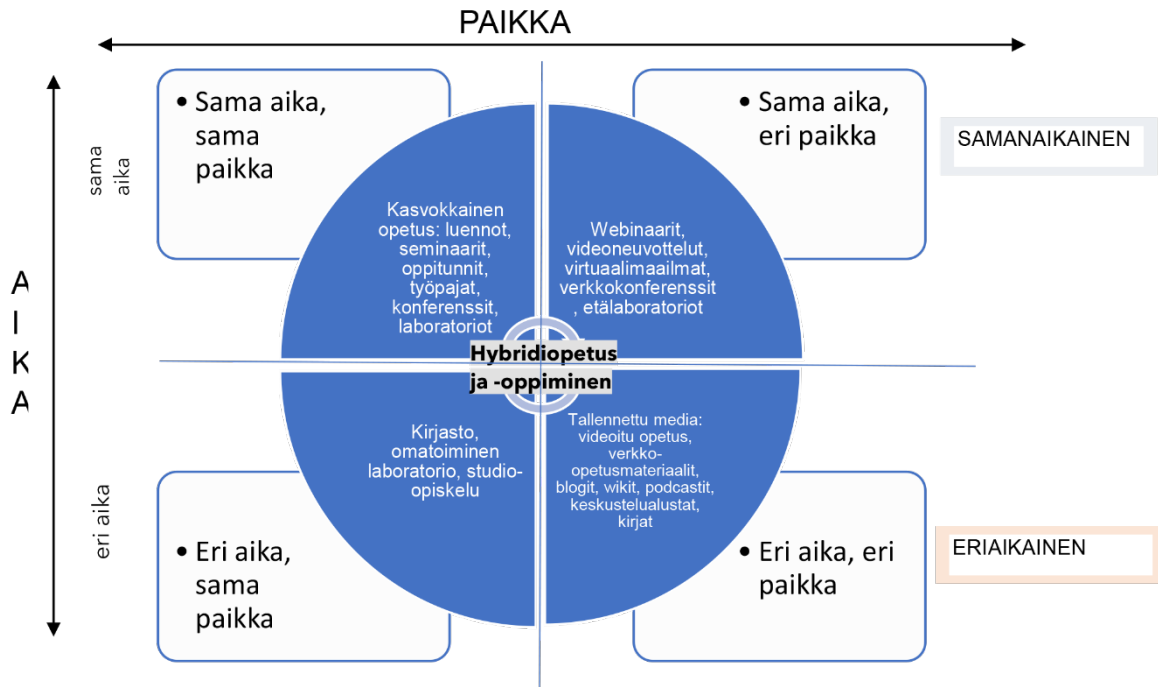 PAIKKA
• Sama aika,
sama
paikka
• Sama aika,
eri paikka
SAMANAIKAINEN
sama
aika
Kasvokkainen
opetus: luennot,
seminaarit,
oppitunnit,
työpajat,
konferenssit,
laboratoriot
Webinaarit,
videoneuvottelut,
virtuaalimaailmat,
verkkokonferenssit
, etälaboratoriot
A
I
K
A
Hybridiopetus
ja -oppiminen
Kirjasto,
omatoiminen
laboratorio, studio-
opiskelu
Tallennettu media:
videoitu opetus,
verkko-
opetusmateriaalit,
blogit, wikit, podcastit,
keskustelualustat,
kirjat
eri aika
• Eri aika,
sama
paikka
• Eri aika, eri
paikka
ERIAIKAINEN